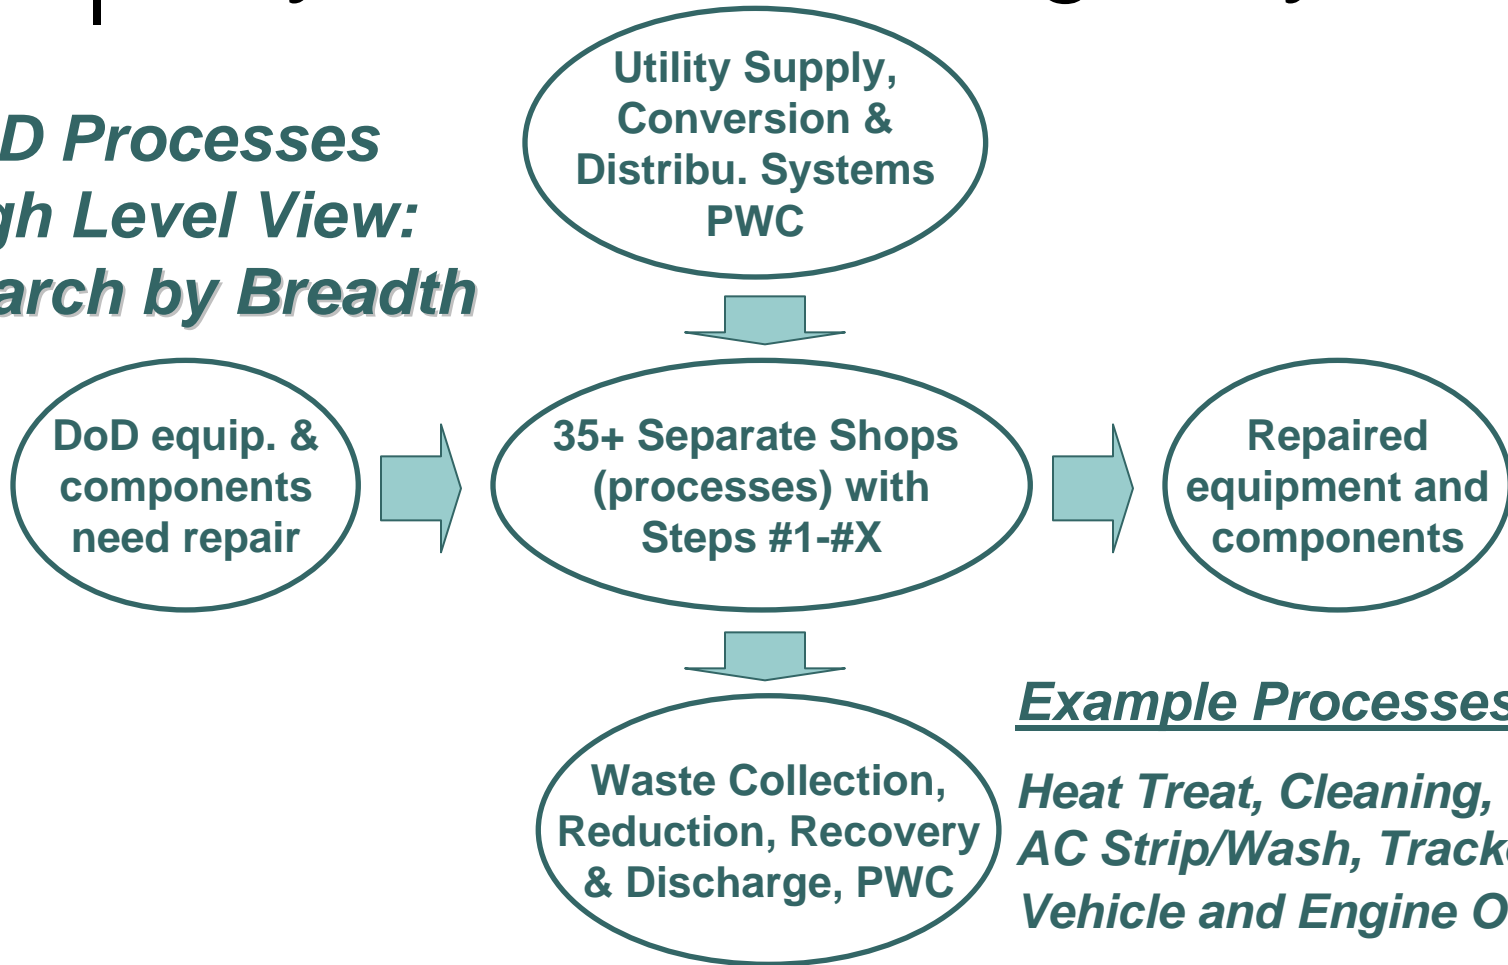 Utility Supply,
Conversion &
Distribu. Systems
PWC
D Processes
gh Level View:
arch by Breadth
DoD equip. &
components
need repair
35+ Separate Shops
(processes) with
Steps #1-#X
Repaired
equipment and
components
Waste Collection,
Reduction, Recovery
& Discharge, PWC
Example Processes
Heat Treat, Cleaning,
AC Strip/Wash, Track
Vehicle and Engine O